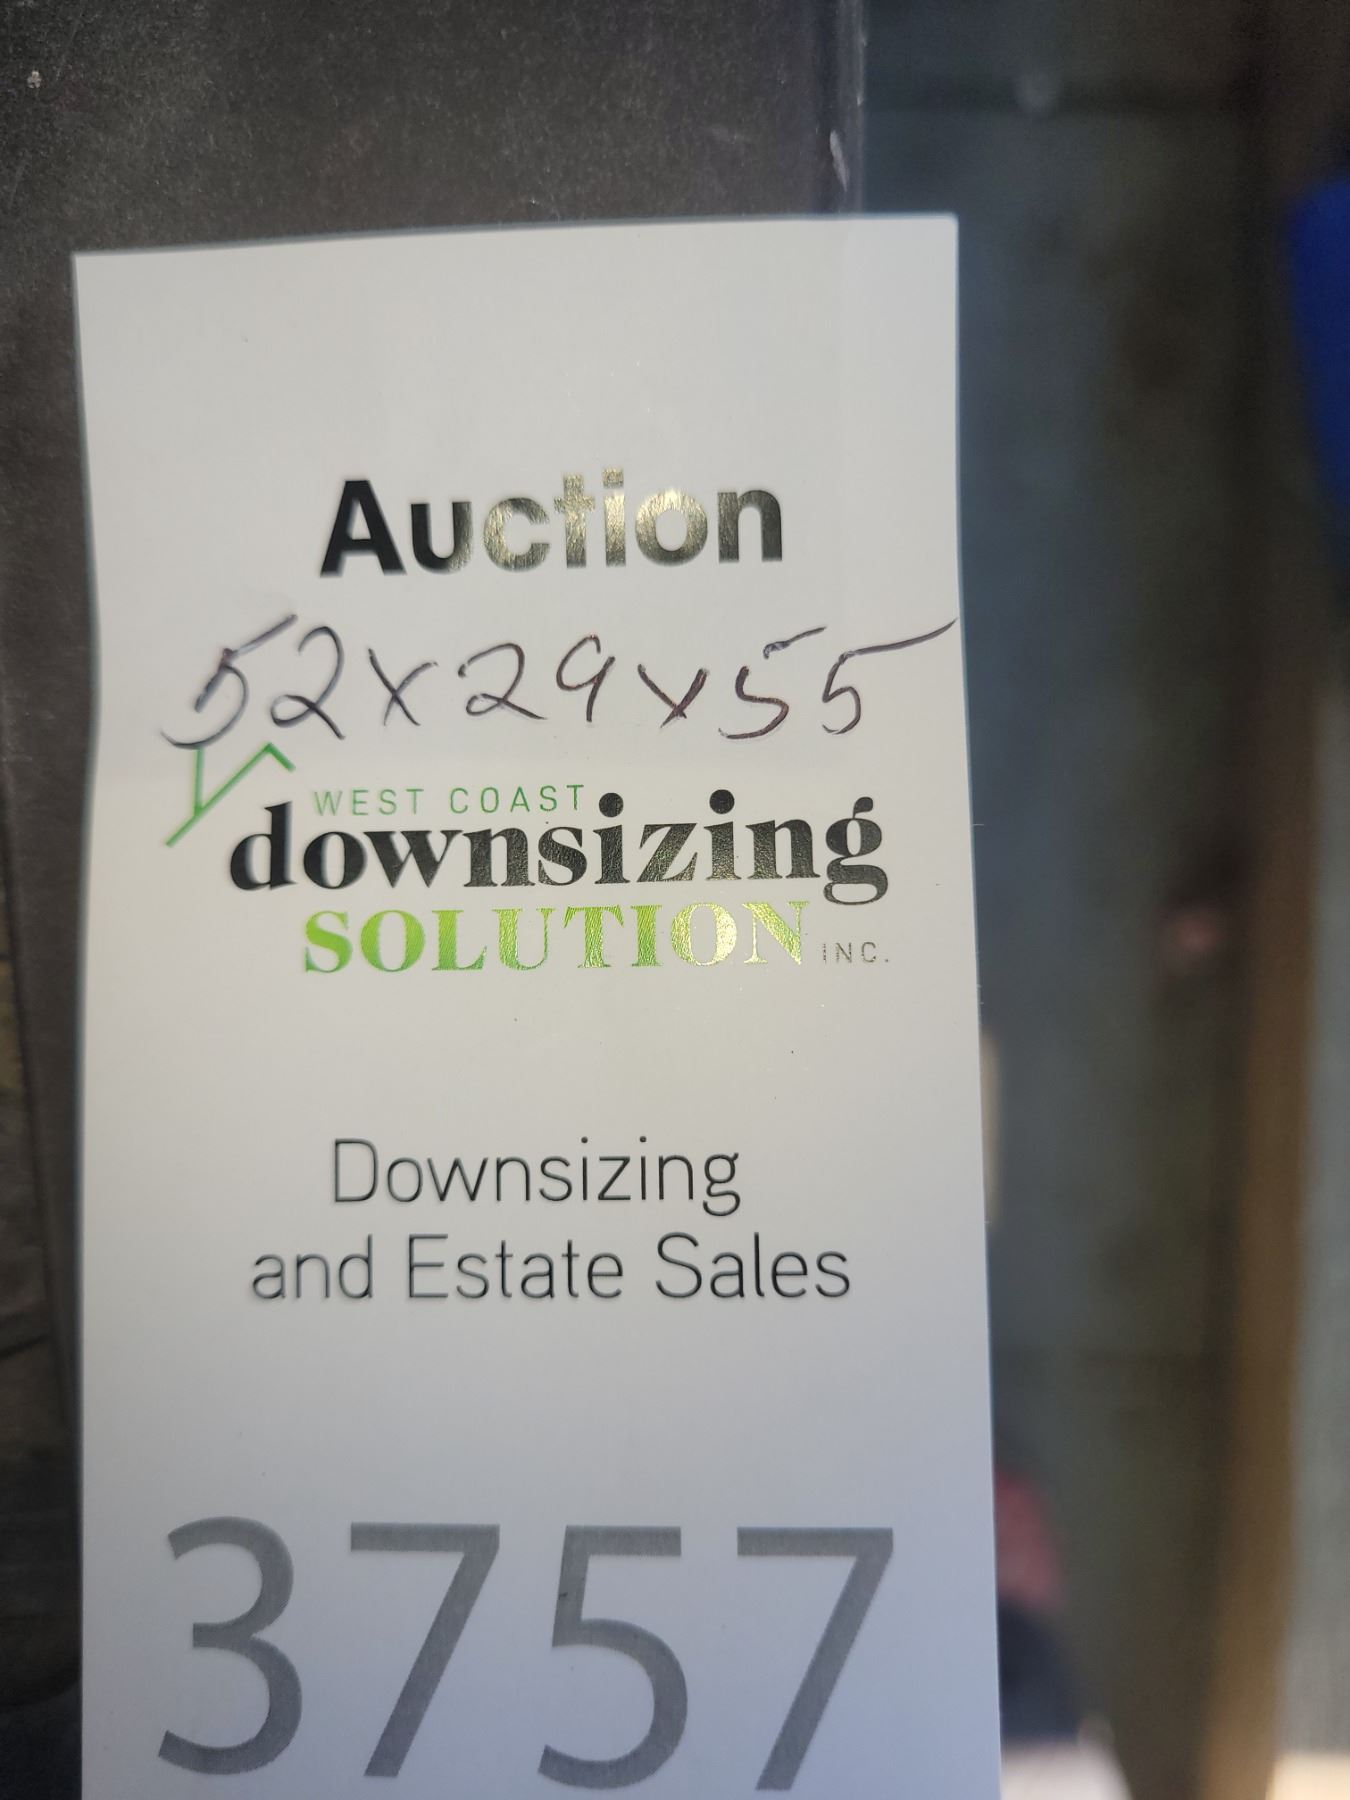 Auction
52x29x55
WEST COAST
downsizing
SOLUTION INC.
Downsizing
and Estate Sales
3757